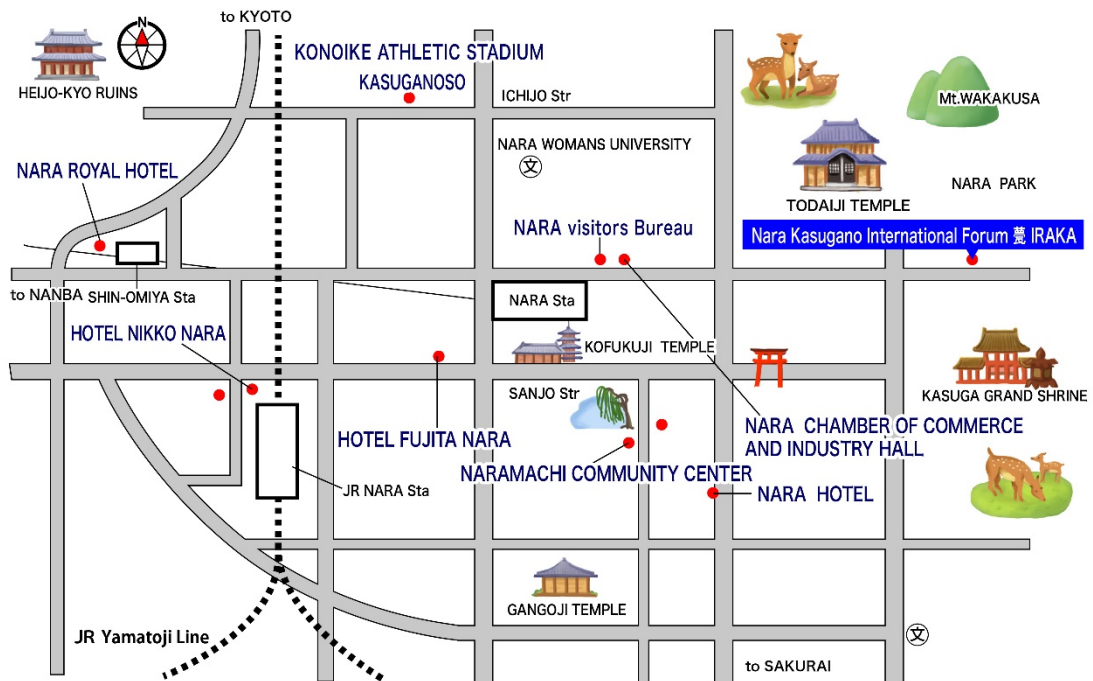 to KYOTO
N
KONOIKE ATHLETIC STADIUM
KASUGANOSO
HEIJO-KYO RUINS
ICHIJO Str
Mt.WAKAKUSA
NARA WOMANS UNIVERSITY
文
NARA ROYAL HOTEL
NARA PARK
TODAIJI TEMPLE
NARA visitors Bureau
Nara Kasugano International Forum 甍 IRAKA
to NANBA
SHIN-OMIYA Sta
NARA Sta
HOTEL NIKKO NARA
KOFUKUJI TEMPLE
SANJO Str
KASUGA GRAND SHRINE
HOTEL FUJITA NARA
NARA CHAMBER OF COMMERCE
AND INDUSTRY HALL
NARAMACHI COMMUNITY CENTER
JR NARA Sta
NARA HOTEL
GANGOJI TEMPLE
JR Yamatoji Line
文
to SAKURAI